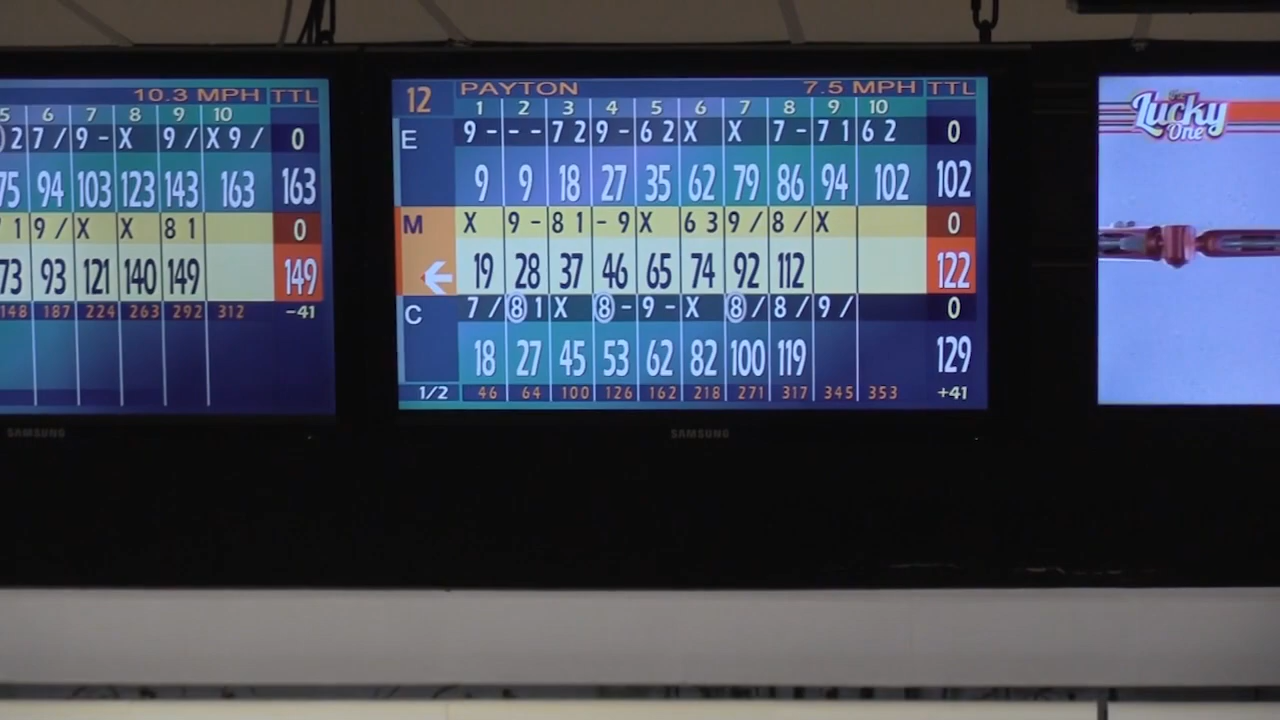 10.3 MPH TTL
5 6 7 8 9 10
2 7 / 9 - X 9 / X 9 / 0
75 94 103 123 143 163 163
1 9 / X X 8 1 0
73 93 121 140 149 149
148 187 224 263 292 312 -41
SAMSUNG
12 PAYTON 7.5 MPH TTL
1 2 3 4 5 6 7 8 9 10
E 9 - - - 7 2 9 - 6 2 X X 7 - 7 1 6 2 0
9 9 18 27 35 62 79 86 94 102 102
M X 9 - 8 1 - 9 X 6 3 9 / 8 / X 0
19 28 37 46 65 74 92 112 122
C 7 / 8 1 X 8 - 9 - X 8 / 8 / 9 / 0
18 27 45 53 62 82 100 119 129
1/2 46 64 100 126 162 218 271 317 345 353 +41
SAMSUNG
The
Lucky
One